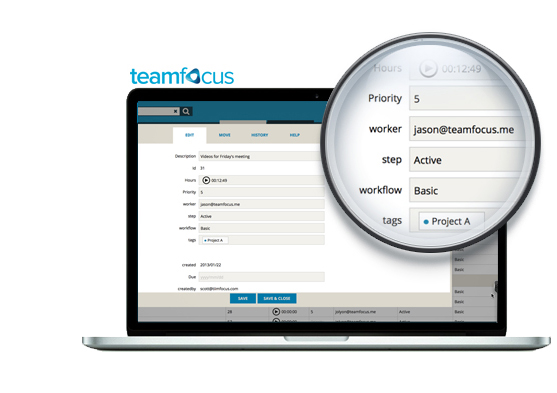 teamfocus
EDIT MOVE HISTORY HELP
Description Videos for Friday's meeting
id 31
Hours 00:12:49
Priority 5
worker jason@teamfocus.me
step Active
workflow Basic
tags Project A
created 2013/01/22
Due
createdby scott@timfocus.com
SAVE SAVE & CLOSE
Hours 00:12:49
Priority 5
worker jason@teamfocus.me
step Active
workflow Basic
tags Project A
Basic
Basic
Basic
Basic
29 00:00:00 5 jolyon@teamfocus.me Active Basic